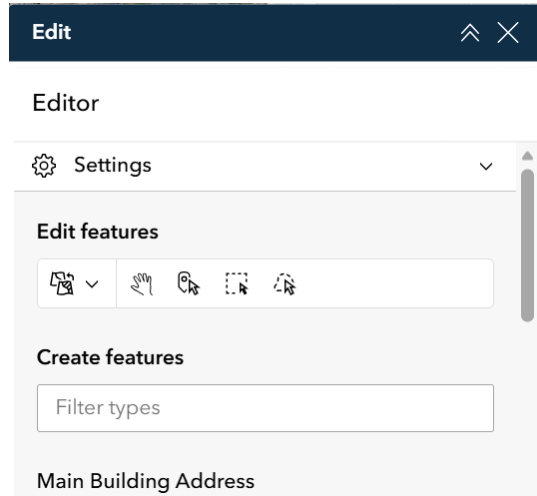 Edit
Editor
Settings
Edit features
Create features
Filter types
Main Building Address